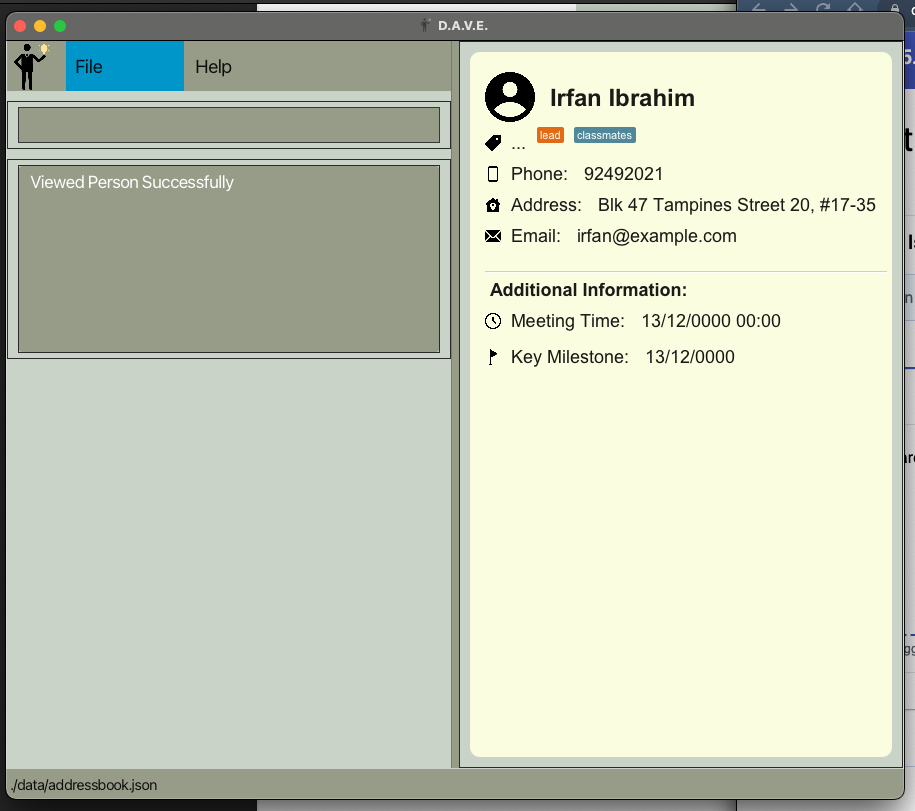 D.A.V.E.
File Help
Viewed Person Successfully
Irfan Ibrahim
... lead classmates
Phone: 92492021
Address: Blk 47 Tampines Street 20, #17-35
Email: irfan@example.com
Additional Information:
Meeting Time: 13/12/0000 00:00
Key Milestone: 13/12/0000
./data/addressbook.json